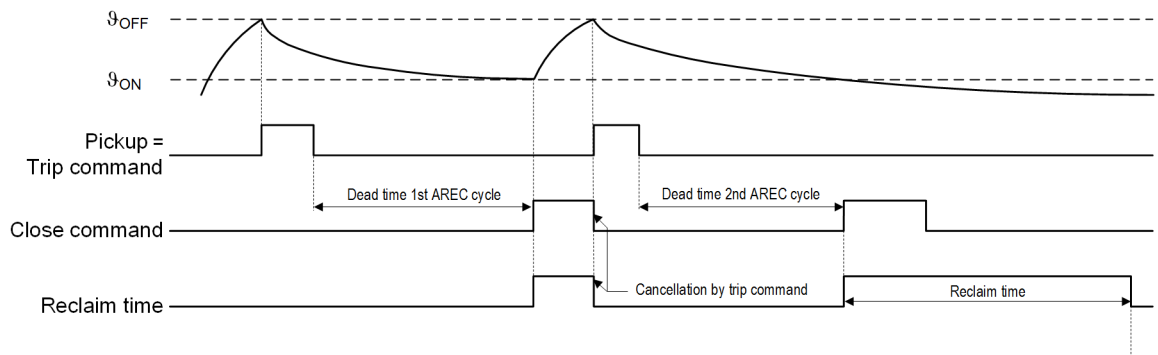 ϑOFF
ϑON
Pickup =
Trip command
Dead time 1st AREC cycle
Dead time 2nd AREC cycle
Close command
Cancellation by trip command
Reclaim time
Reclaim time